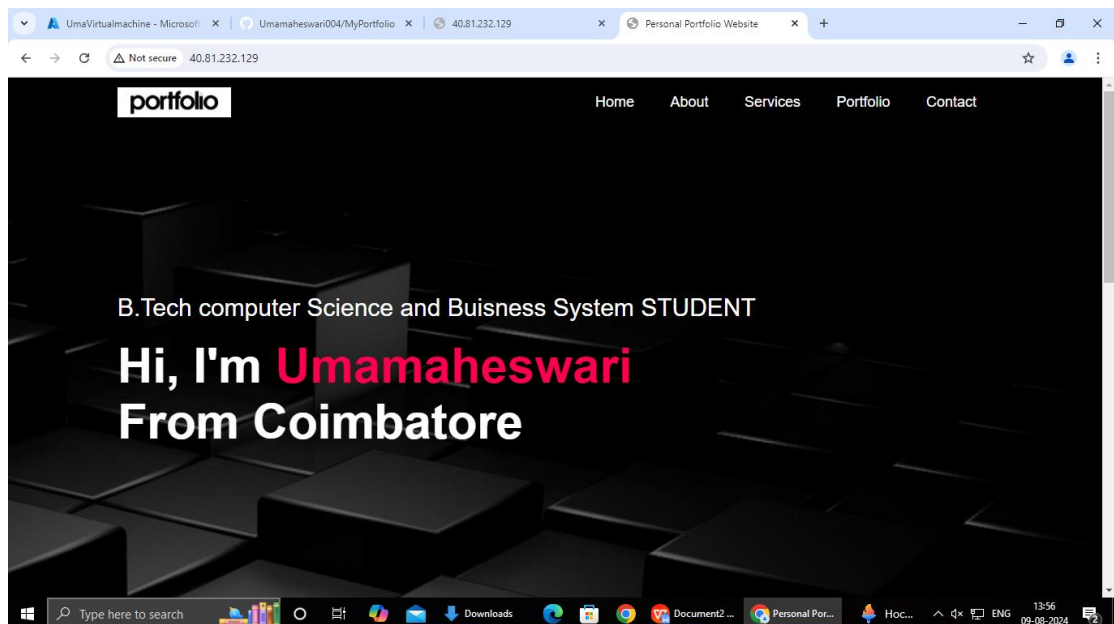 UmaVirtualmachine - Microsoft
Umamaheswari004/MyPortfolio
40.81.232.129
Personal Portfolio Website
Not secure 40.81.232.129
portfolio
Home About Services Portfolio Contact
B.Tech computer Science and Buisness System STUDENT
Hi, I'm Umamaheswari
From Coimbatore
Type here to search
Downloads
Document2 ...
Personal Por...
Hoc...
ENG
13:56
09-08-2024
2